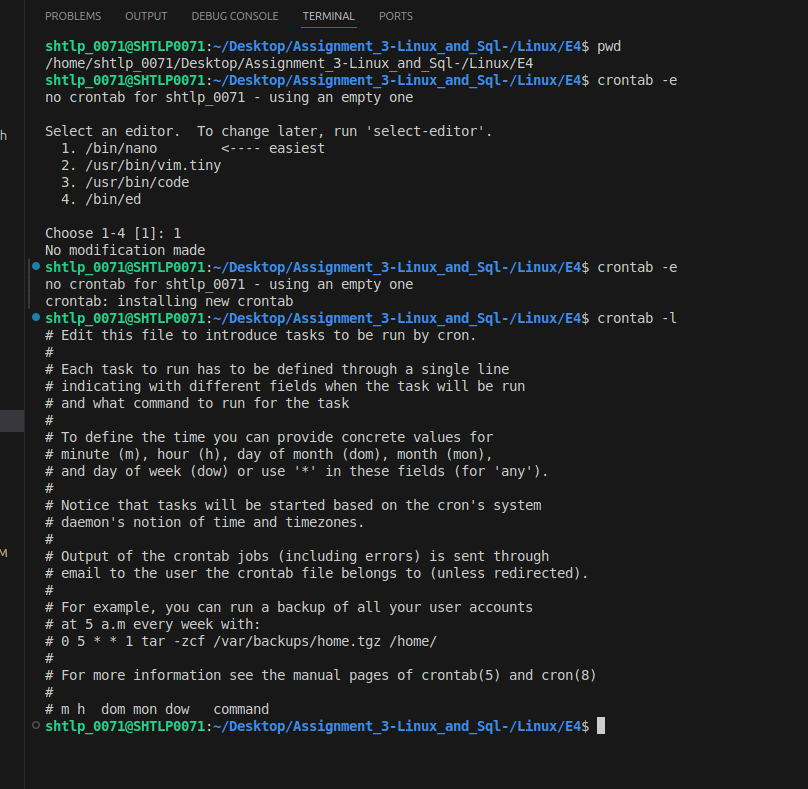 PROBLEMS OUTPUT DEBUG CONSOLE TERMINAL PORTS
shtlp_0071@SHTLP0071:~/Desktop/Assignment_3-Linux_and_Sql-/Linux/E4$ pwd
/home/shtlp_0071/Desktop/Assignment_3-Linux_and_Sql-/Linux/E4
shtlp_0071@SHTLP0071:~/Desktop/Assignment_3-Linux_and_Sql-/Linux/E4$ crontab -e
no crontab for shtlp_0071 - using an empty one
h
Select an editor.  To change later, run 'select-editor'.
  1. /bin/nano        <---- easiest
  2. /usr/bin/vim.tiny
  3. /usr/bin/code
  4. /bin/ed
Choose 1-4 [1]: 1
No modification made
shtlp_0071@SHTLP0071:~/Desktop/Assignment_3-Linux_and_Sql-/Linux/E4$ crontab -e
no crontab for shtlp_0071 - using an empty one
crontab: installing new crontab
shtlp_0071@SHTLP0071:~/Desktop/Assignment_3-Linux_and_Sql-/Linux/E4$ crontab -l
# Edit this file to introduce tasks to be run by cron.
#
# Each task to run has to be defined through a single line
# indicating with different fields when the task will be run
# and what command to run for the task
#
# To define the time you can provide concrete values for
# minute (m), hour (h), day of month (dom), month (mon),
# and day of week (dow) or use '*' in these fields (for 'any').
#
# Notice that tasks will be started based on the cron's system
# daemon's notion of time and timezones.
#
M
# Output of the crontab jobs (including errors) is sent through
# email to the user the crontab file belongs to (unless redirected).
#
# For example, you can run a backup of all your user accounts
# at 5 a.m every week with:
# 0 5 * * 1 tar -zcf /var/backups/home.tgz /home/
#
# For more information see the manual pages of crontab(5) and cron(8)
#
# m h  dom mon dow   command
shtlp_0071@SHTLP0071:~/Desktop/Assignment_3-Linux_and_Sql-/Linux/E4$